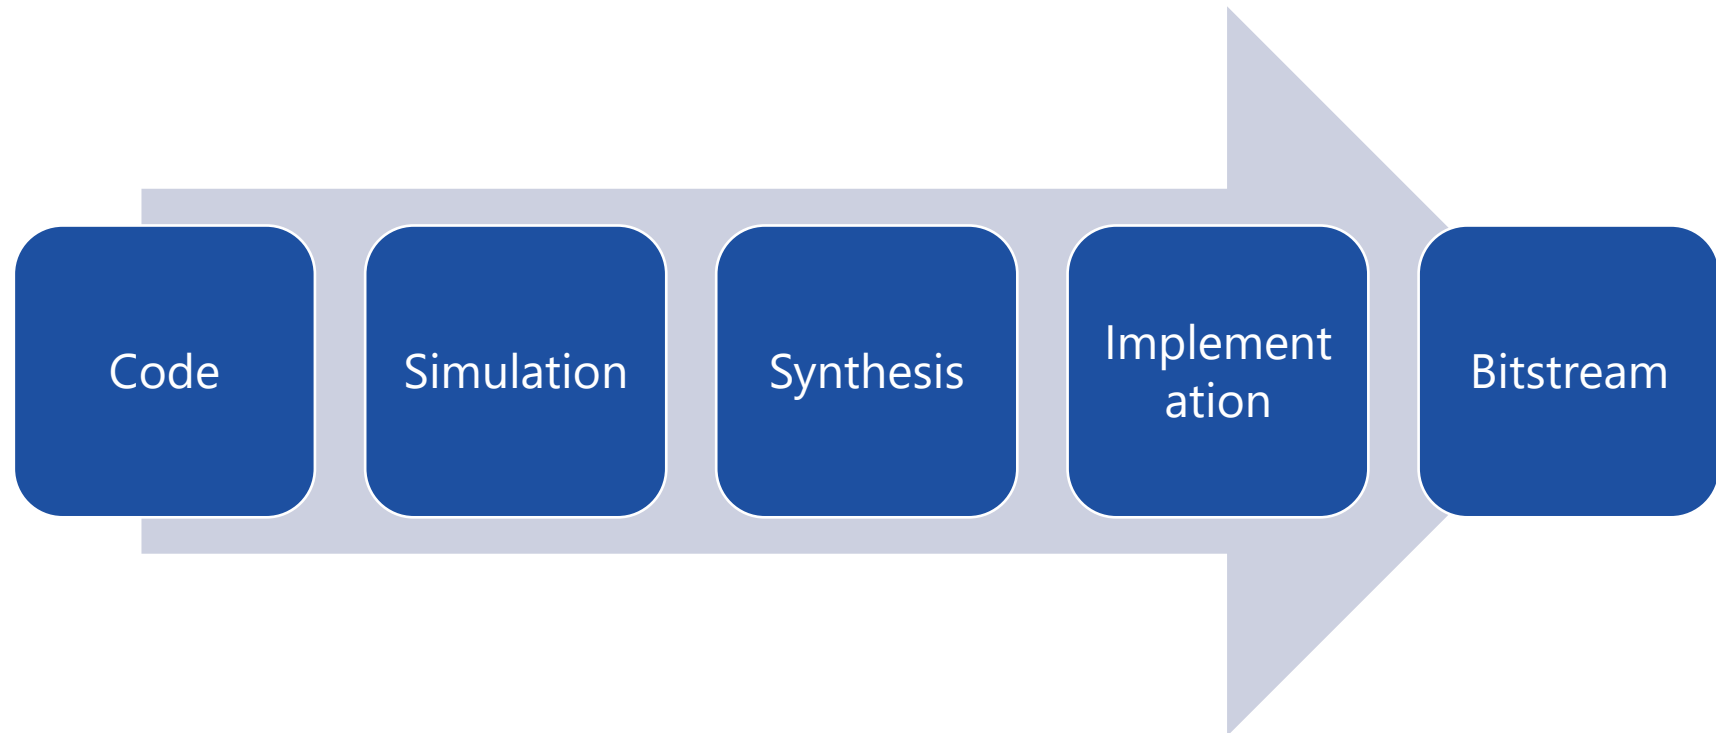 Code
Simulation
Synthesis
Implement
ation
Bitstream